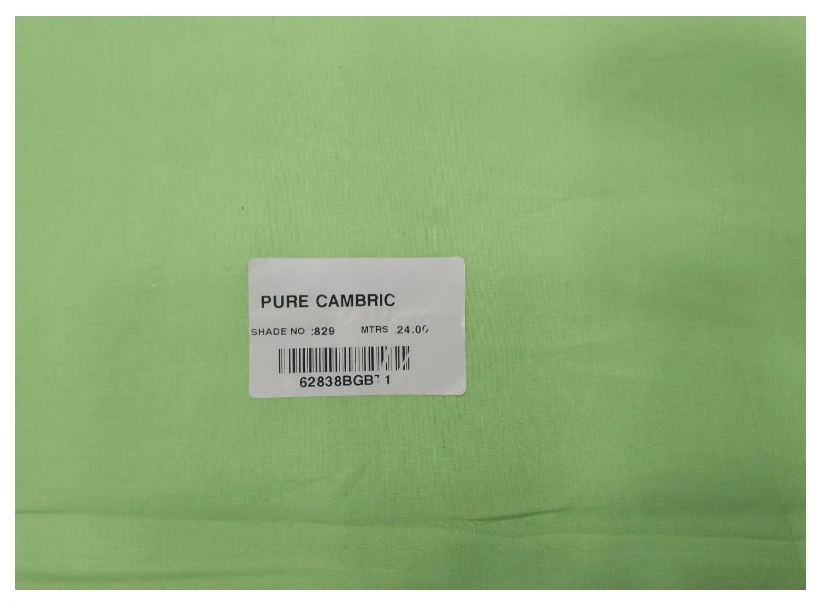 PURE CAMBRIC
SHADE NO :829 MTRS 24.00